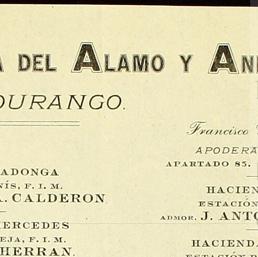 A DEL ALAMO Y AN
DURANGO.
Francisco
APODERA
APARTADO 85.
ADONGA
NÍS, F. I. M.
A. CALDERON
HACIEN
ESTACIÓN
ADMOR. J. ANTO
MERCEDES
EJA, F. I. M.
HERRAN.
HACIENDA